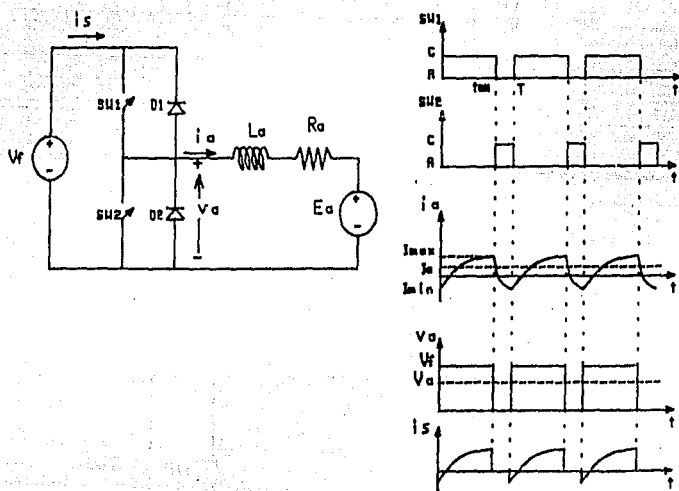 is
SW1
D1
ia
La
Ra
+
Vf
-
+
va
-
SW2
D2
Ea
+
-
SW1
C
A
ton
T
t
SW2
C
A
t
ia
Imax
Ia
Imin
t
Va
Vf
Va
t
is
t